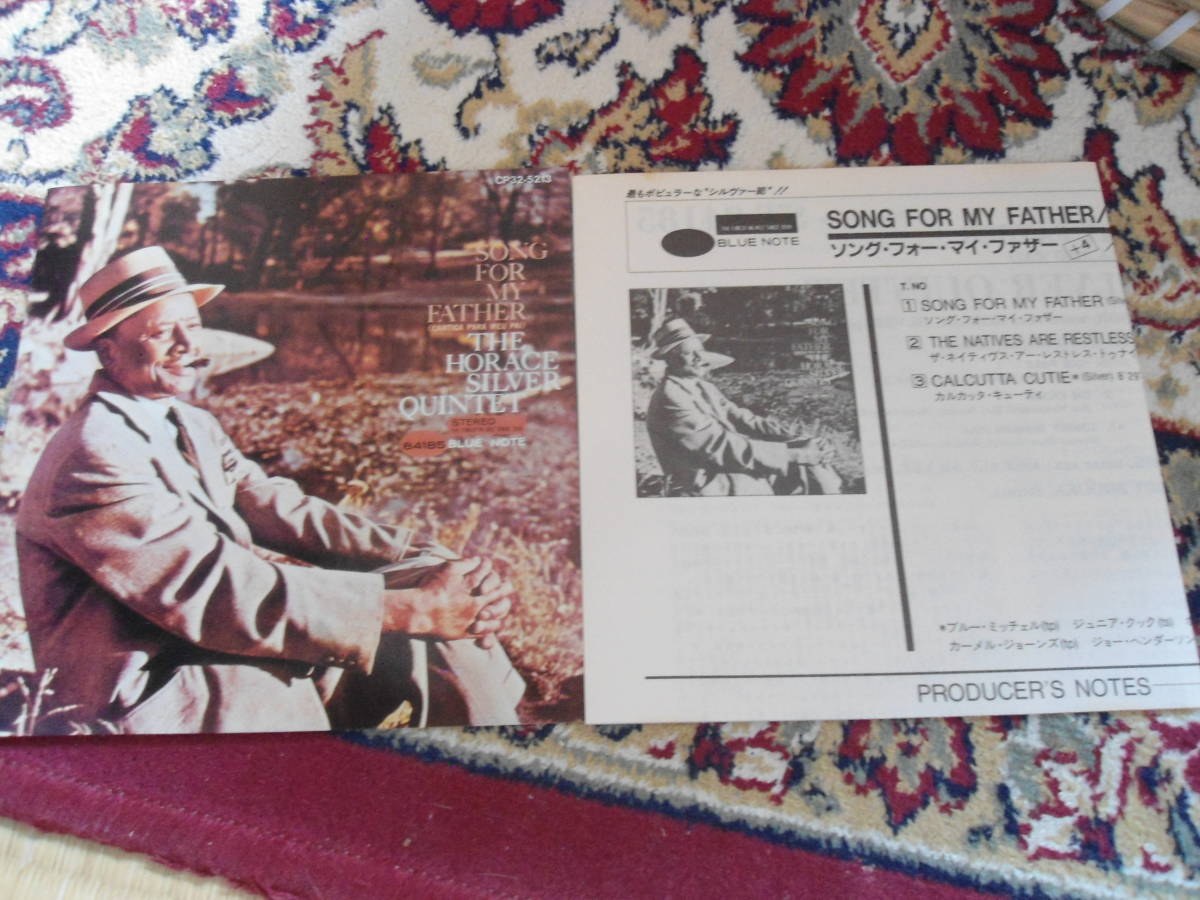 CP32-5213
SONG
FOR
MY
FATHER
(CANTIGA PARA MEU PAI)
THE
HORACE
SILVER
QUINTET
STEREO
84185 BLUE NOTE
最もポピュラーな"シルヴァー節"!!
BLUE NOTE
SONG FOR MY FATHER/
ソング・フォー・マイ・ファザー +4
T. NO
1 SONG FOR MY FATHER
ソング・フォー・マイ・ファザー
2 THE NATIVES ARE RESTLESS
ザ・ネイティヴス・アー・レストレス・トゥナイ
3 CALCUTTA CUTIE* (Silver) 8 29
カルカッタ・キューティ
*ブルー・ミッチェル(tp) ジュニア・クック(ts)
カーメル・ジョーンズ(tp) ジョー・ヘンダーソン
PRODUCER'S NOTES